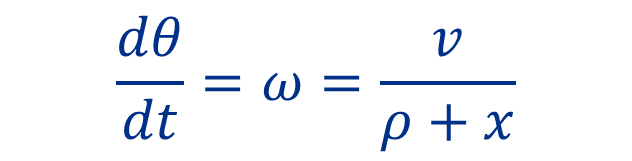 dθ/dt = ω = v/(ρ + x)